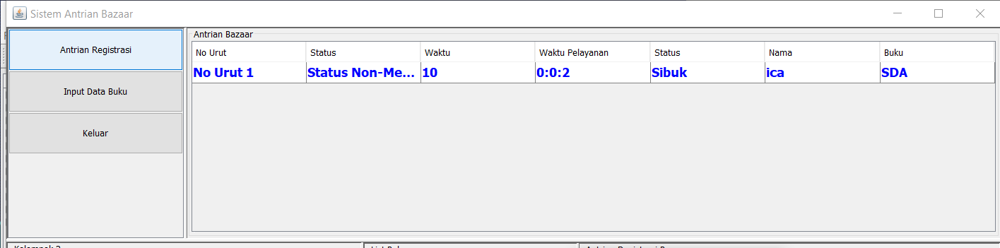 Sistem Antrian Bazaar
Antrian Registrasi
Input Data Buku
Keluar
Antrian Bazaar
No Urut Status Waktu Waktu Pelayanan Status Nama Buku
No Urut 1 Status Non-Me... 10 0:0:2 Sibuk ica SDA